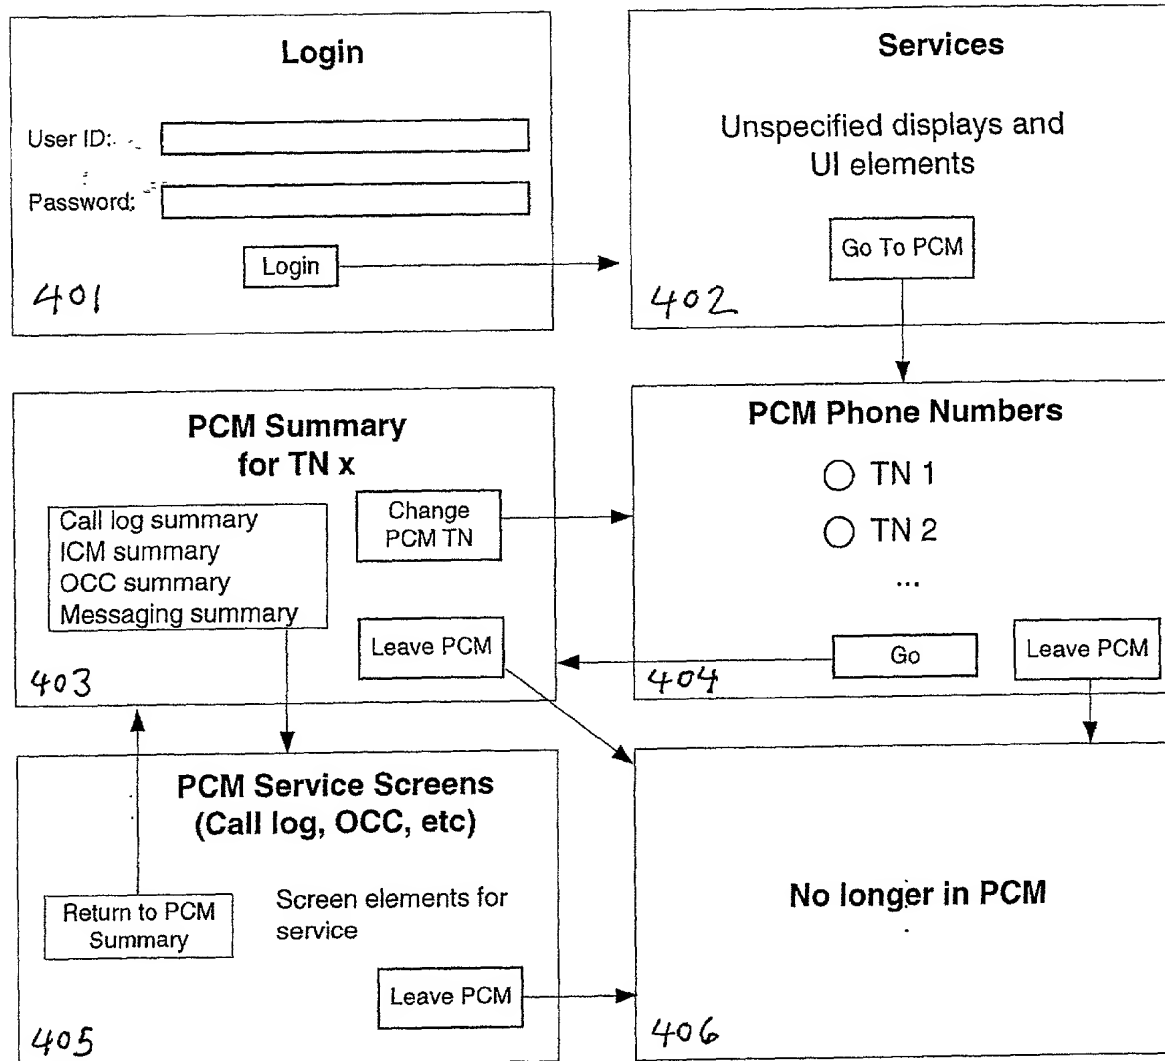 Login
User ID:
Password:
Login
401
Services
Unspecified displays and
UI elements
Go To PCM
402
PCM Summary
for TN x
Call log summary
ICM summary
OCC summary
Messaging summary
Change
PCM TN
Leave PCM
403
PCM Phone Numbers
TN 1
TN 2
...
Go
Leave PCM
404
PCM Service Screens
(Call log, OCC, etc)
Return to PCM
Summary
Screen elements for
service
Leave PCM
405
No longer in PCM
406